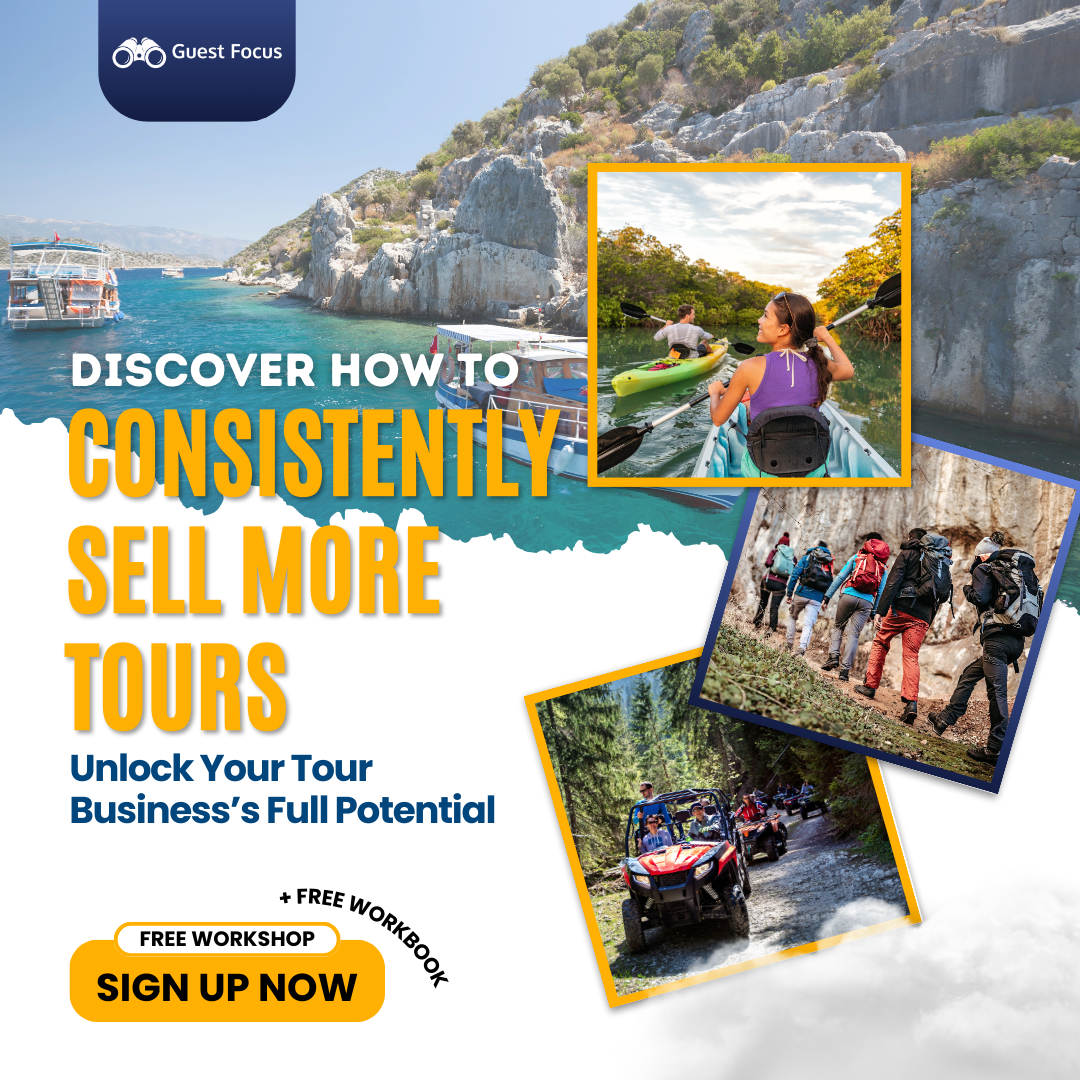 Guest Focus
DISCOVER HOW TO
CONSISTENTLY
SELL MORE
TOURS
Unlock Your Tour
Business’s Full Potential
+ FREE WORKBOOK
FREE WORKSHOP
SIGN UP NOW